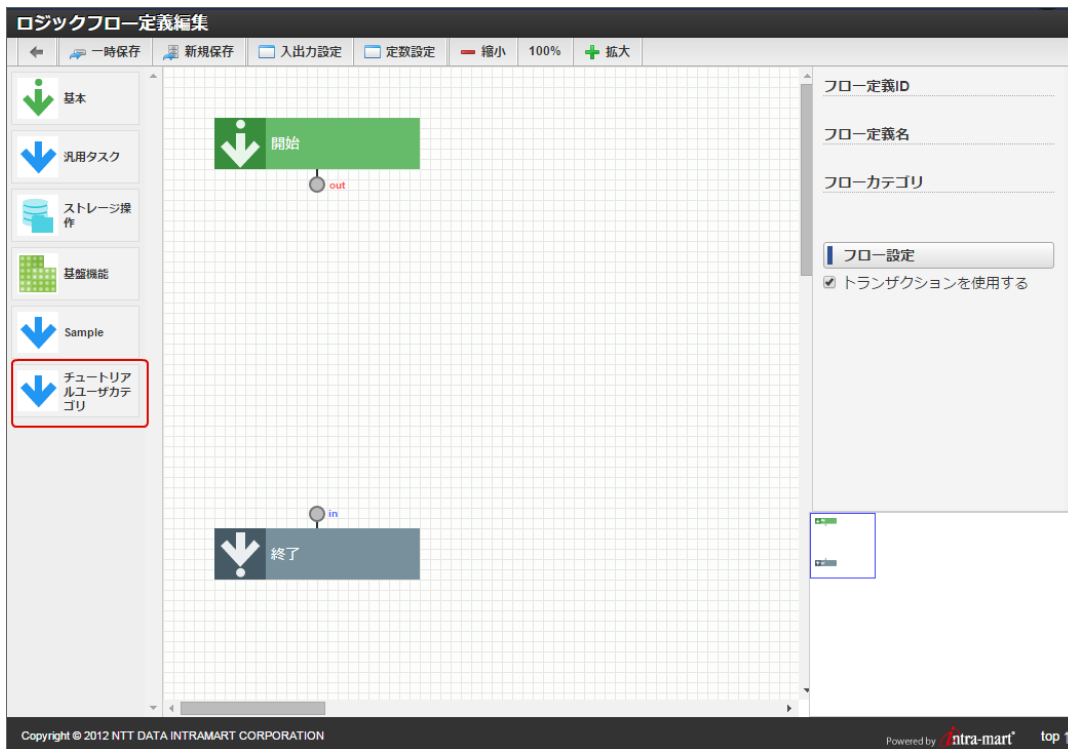 ロジックフロー定義編集
一時保存 新規保存 入出力設定 定数設定 縮小 100% 拡大
基本
汎用タスク
ストレージ操
作
基盤機能
Sample
チュートリア
ルユーザカテ
ゴリ
開始
out
in
終了
フロー定義ID
フロー定義名
フローカテゴリ
フロー設定
トランザクションを使用する
Copyright © 2012 NTT DATA INTRAMART CORPORATION
Powered by intra-mart
top